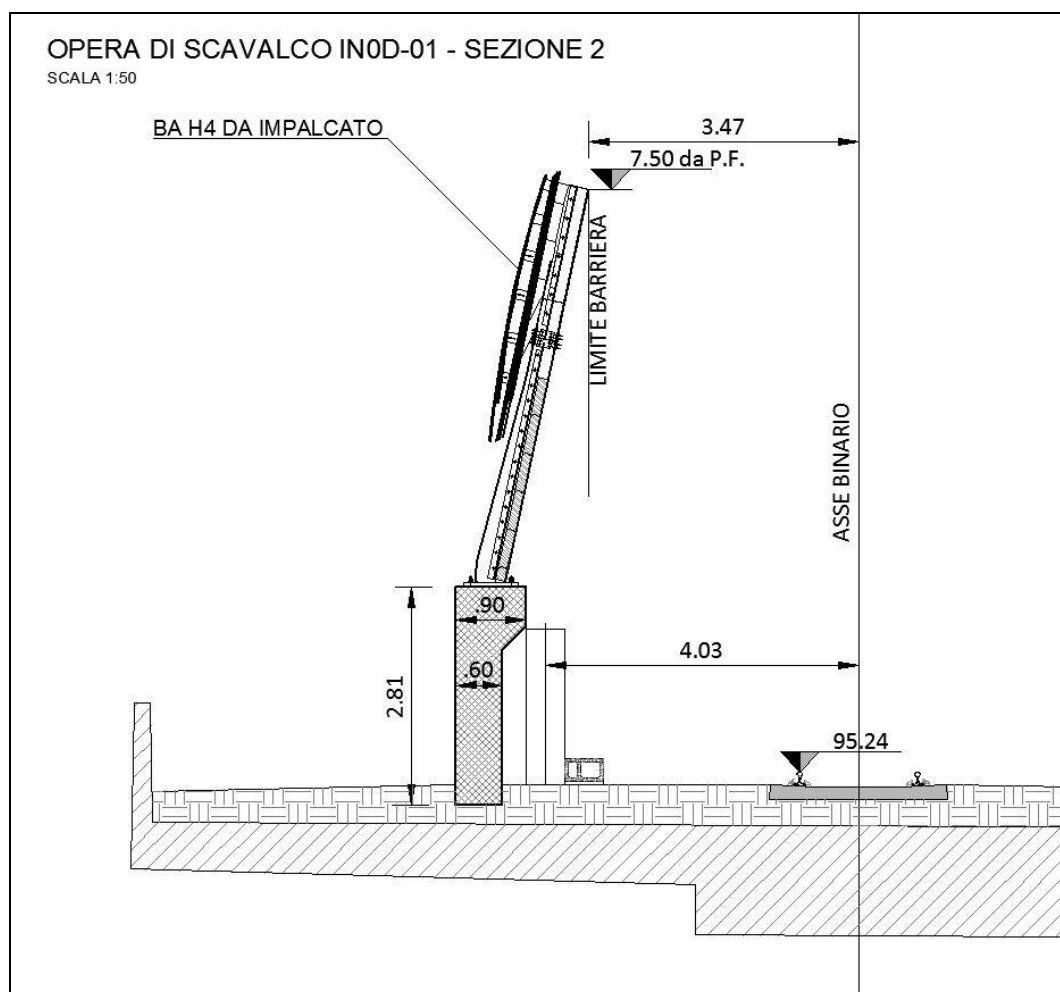 OPERA DI SCAVALCO IN0D-01 - SEZIONE 2
SCALA 1:50
BA H4 DA IMPALCATO
3.47
7.50 da P.F.
LIMITE BARRIERA
ASSE BINARIO
.90
4.03
.60
2.81
95.24